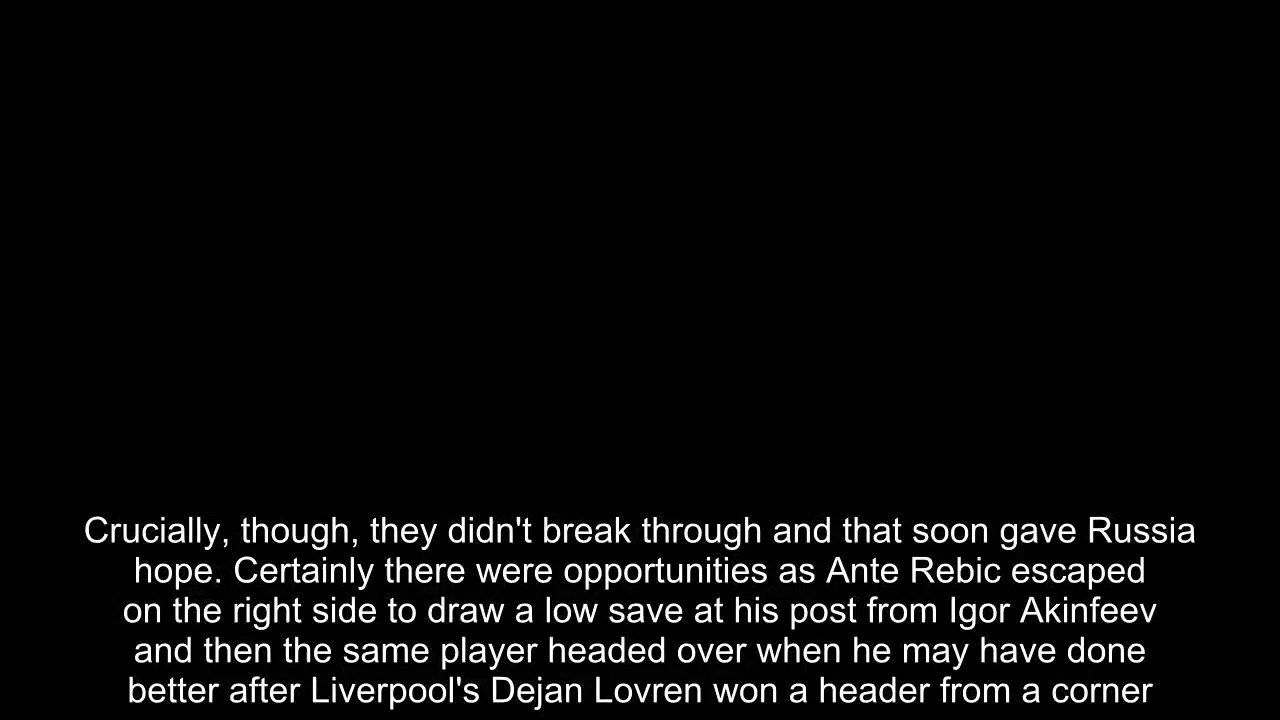 Crucially, though, they didn't break through and that soon gave Russia
hope. Certainly there were opportunities as Ante Rebic escaped
on the right side to draw a low save at his post from Igor Akinfeev
and then the same player headed over when he may have done
better after Liverpool's Dejan Lovren won a header from a corner